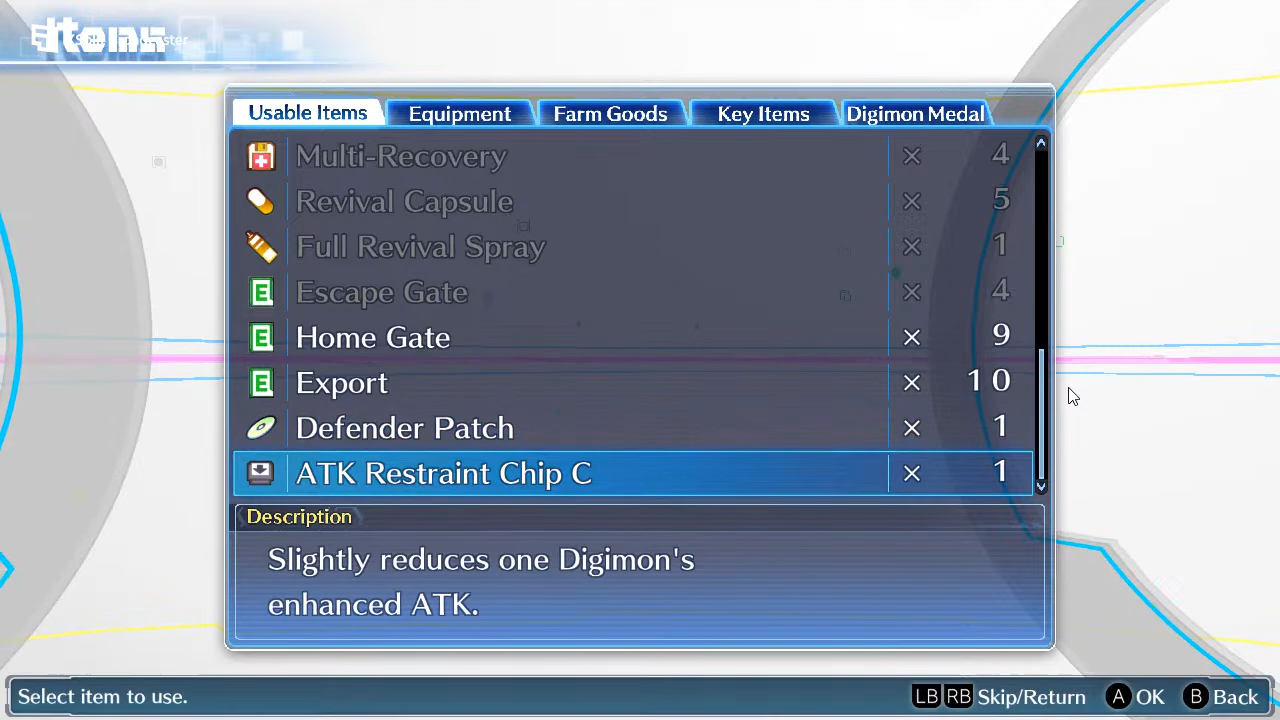 Items
Usable Items Equipment Farm Goods Key Items Digimon Medal
Multi-Recovery × 4
Revival Capsule × 5
Full Revival Spray × 1
E Escape Gate × 4
E Home Gate × 9
E Export × 10
Defender Patch × 1
ATK Restraint Chip C × 1
Description
Slightly reduces one Digimon's
enhanced ATK.
Select item to use. LB RB Skip/Return A OK B Back